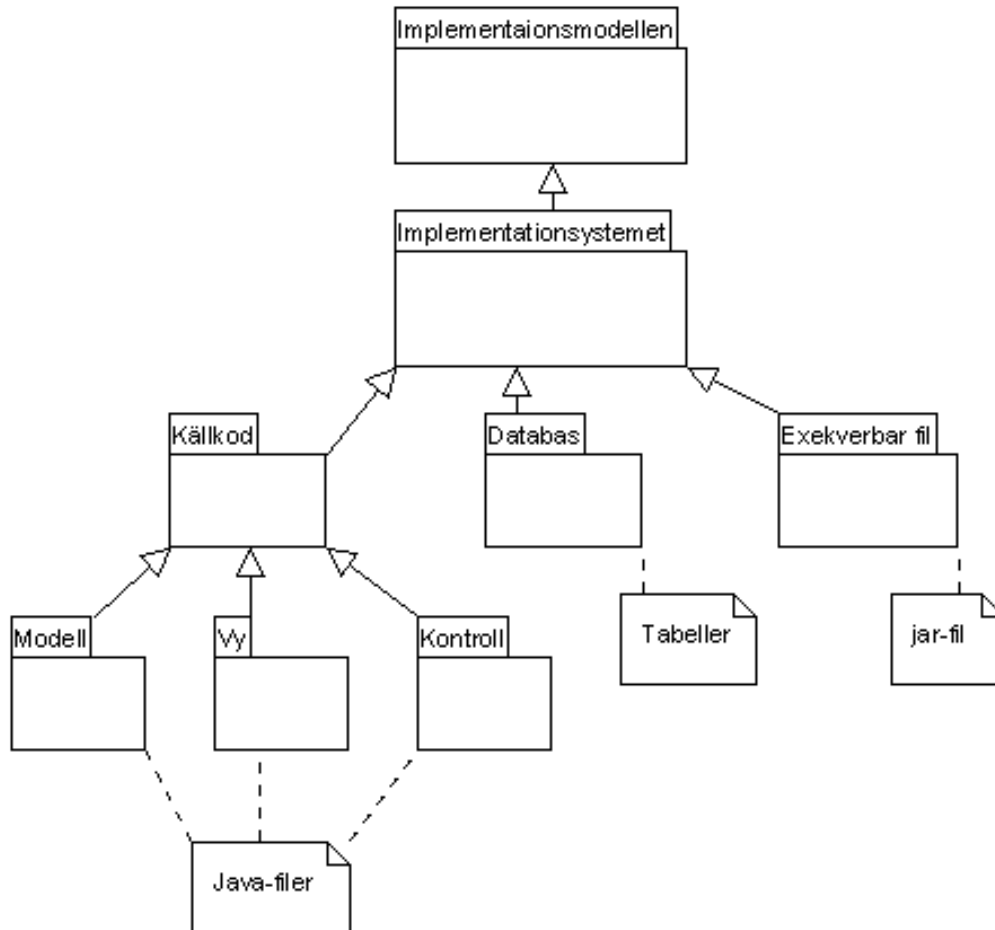 Implementaionsmodellen
Implementationsystemet
Källkod
Databas
Exekverbar fil
Modell
Vy
Kontroll
Tabeller
jar-fil
Java-filer